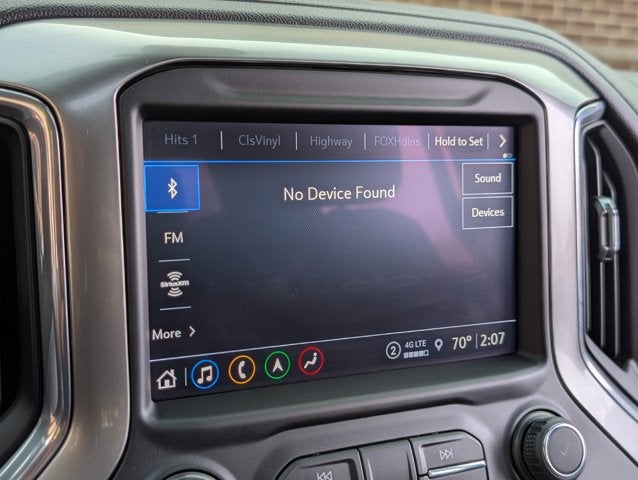 Hits 1 ClsVinyl Highway FOXHdlns Hold to Set
No Device Found
Sound
Devices
FM
SiriusXM
More
2 4G LTE 70° 2:07